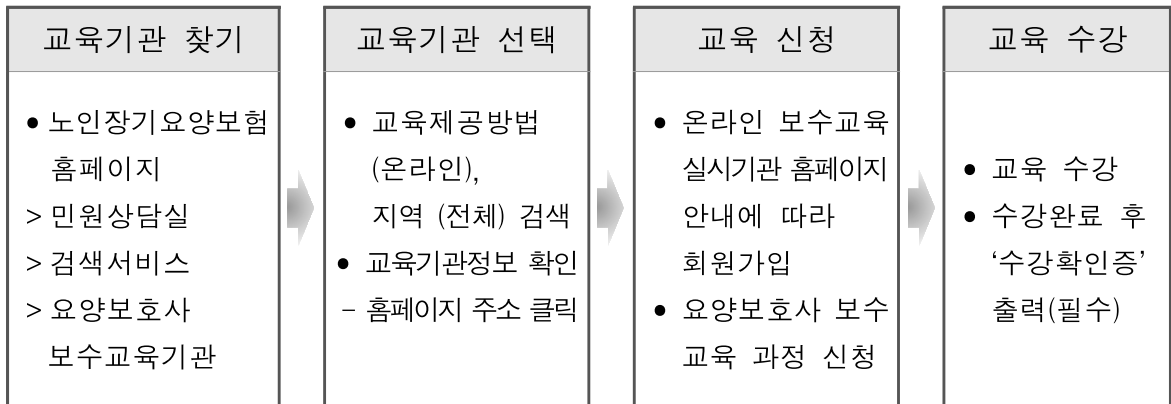 교육기관 찾기
● 노인장기요양보험
홈페이지
> 민원상담실
> 검색서비스
> 요양보호사
보수교육기관
교육기관 선택
● 교육제공방법
(온라인),
지역 (전체) 검색
● 교육기관정보 확인
– 홈페이지 주소 클릭
교육 신청
● 온라인 보수교육
실시기관 홈페이지
안내에 따라
회원가입
● 요양보호사 보수
교육 과정 신청
교육 수강
● 교육 수강
● 수강완료 후
‘수강확인증’
출력(필수)